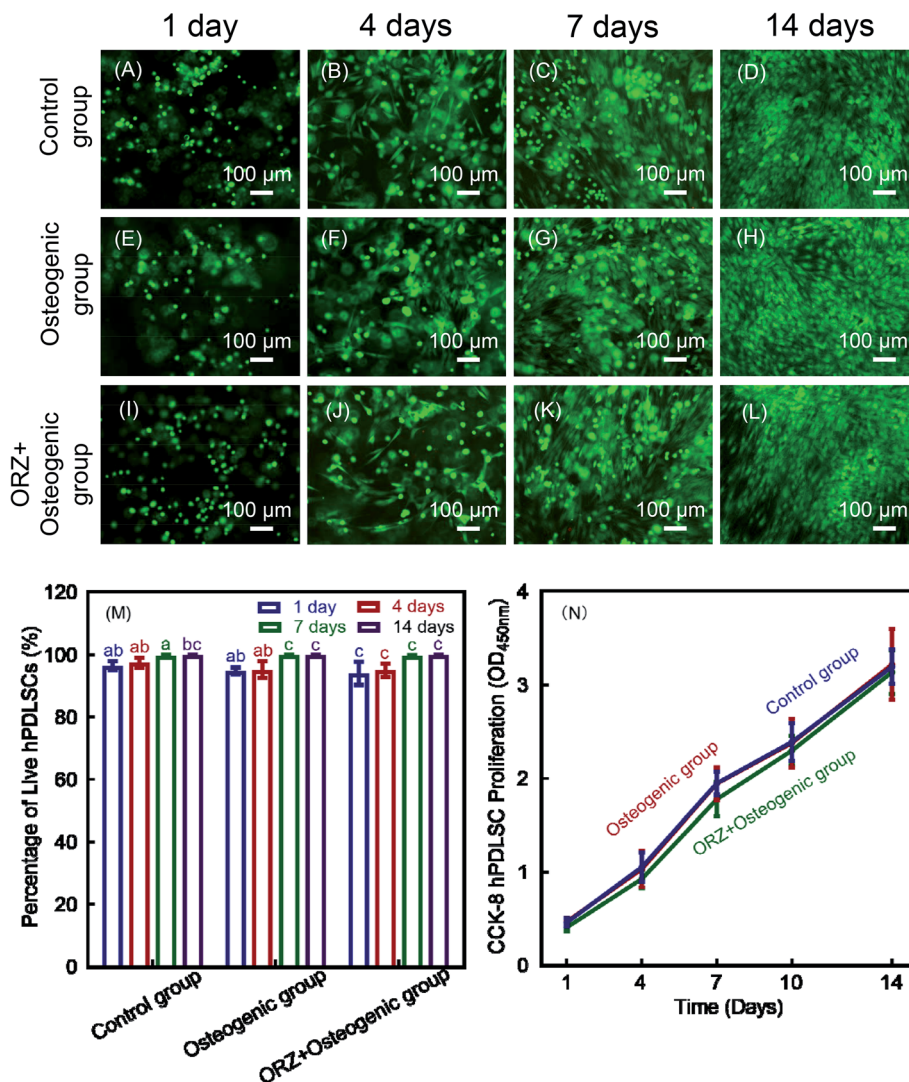 1 day 4 days 7 days 14 days
Control
group
(A) (B) (C) (D)
100 µm 100 µm 100 µm 100 µm
Osteogenic
group
(E) (F) (G) (H)
100 µm 100 µm 100 µm 100 µm
ORZ+
Osteogenic
group
(I) (J) (K) (L)
100 µm 100 µm 100 µm 100 µm
(M)
Percentage of Live hPDLSCs (%)
120
100
80
60
40
20
0
1 day 4 days
7 days 14 days
ab ab a bc ab ab c c c c c c
Control group
Osteogenic group
ORZ+Osteogenic group
(N)
CCK-8 hPDLSC Proliferation (OD450nm)
4
3
2
1
0
Control group
Osteogenic group
ORZ+Osteogenic group
1 4 7 10 14
Time (Days)